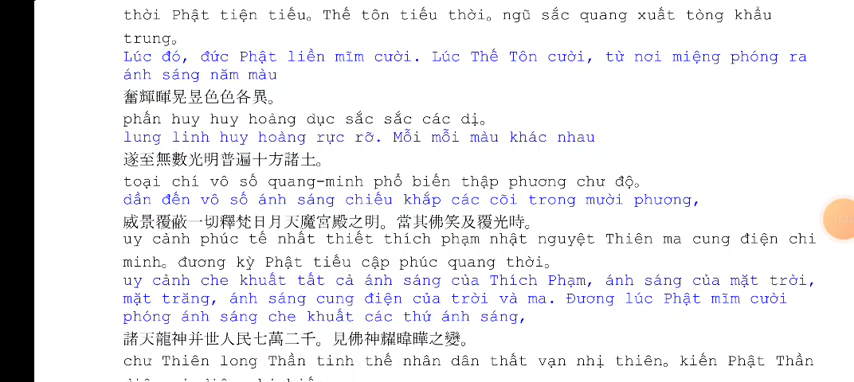 thời Phật tiện tiếu。Thế tôn tiếu thời。ngũ sắc quang xuất tòng khẩu
trung。
Lúc đó, đức Phật liền mĩm cười. Lúc Thế Tôn cười, từ nơi miệng phóng ra
ánh sáng năm màu
奮輝暉晃昱色色各異。
phấn huy huy hoảng dục sắc sắc các dị。
lung linh huy hoàng rực rỡ. Mỗi mỗi màu khác nhau
遂至無數光明普遍十方諸土。
toại chí vô số quang-minh phổ biến thập phương chư độ。
dần đến vô số ánh sáng chiếu khắp các cõi trong mười phương,
威景覆蔽一切釋梵日月天魔宮殿之明。當其佛笑及覆光時。
uy cảnh phúc tế nhất thiết thích phạm nhật nguyệt Thiên ma cung điện chi
minh。đương kỳ Phật tiếu cập phúc quang thời。
uy cảnh che khuất tất cả ánh sáng của Thích Phạm, ánh sáng của mặt trời,
mặt trăng, ánh sáng cung điện của trời và ma. Đương lúc Phật mĩm cười
phóng ánh sáng che khuất các thứ ánh sáng,
諸天龍神并世人民七萬二千。見佛神耀暐曄之變。
chư Thiên long Thần tinh thế nhân dân thất vạn nhị thiên。kiến Phật Thần